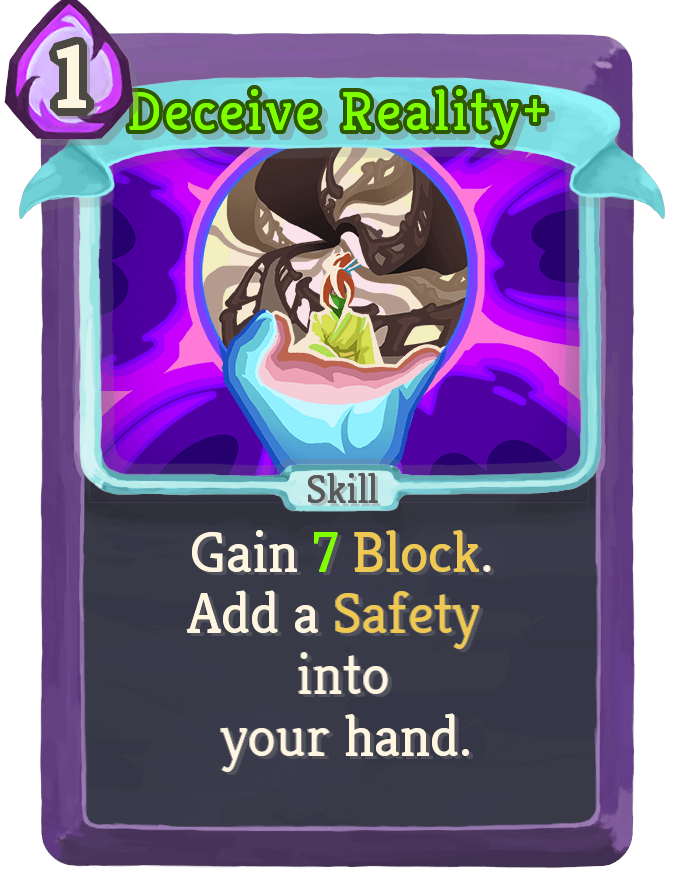 1
Deceive Reality+
Skill
Gain 7 Block.
Add a Safety
into
your hand.